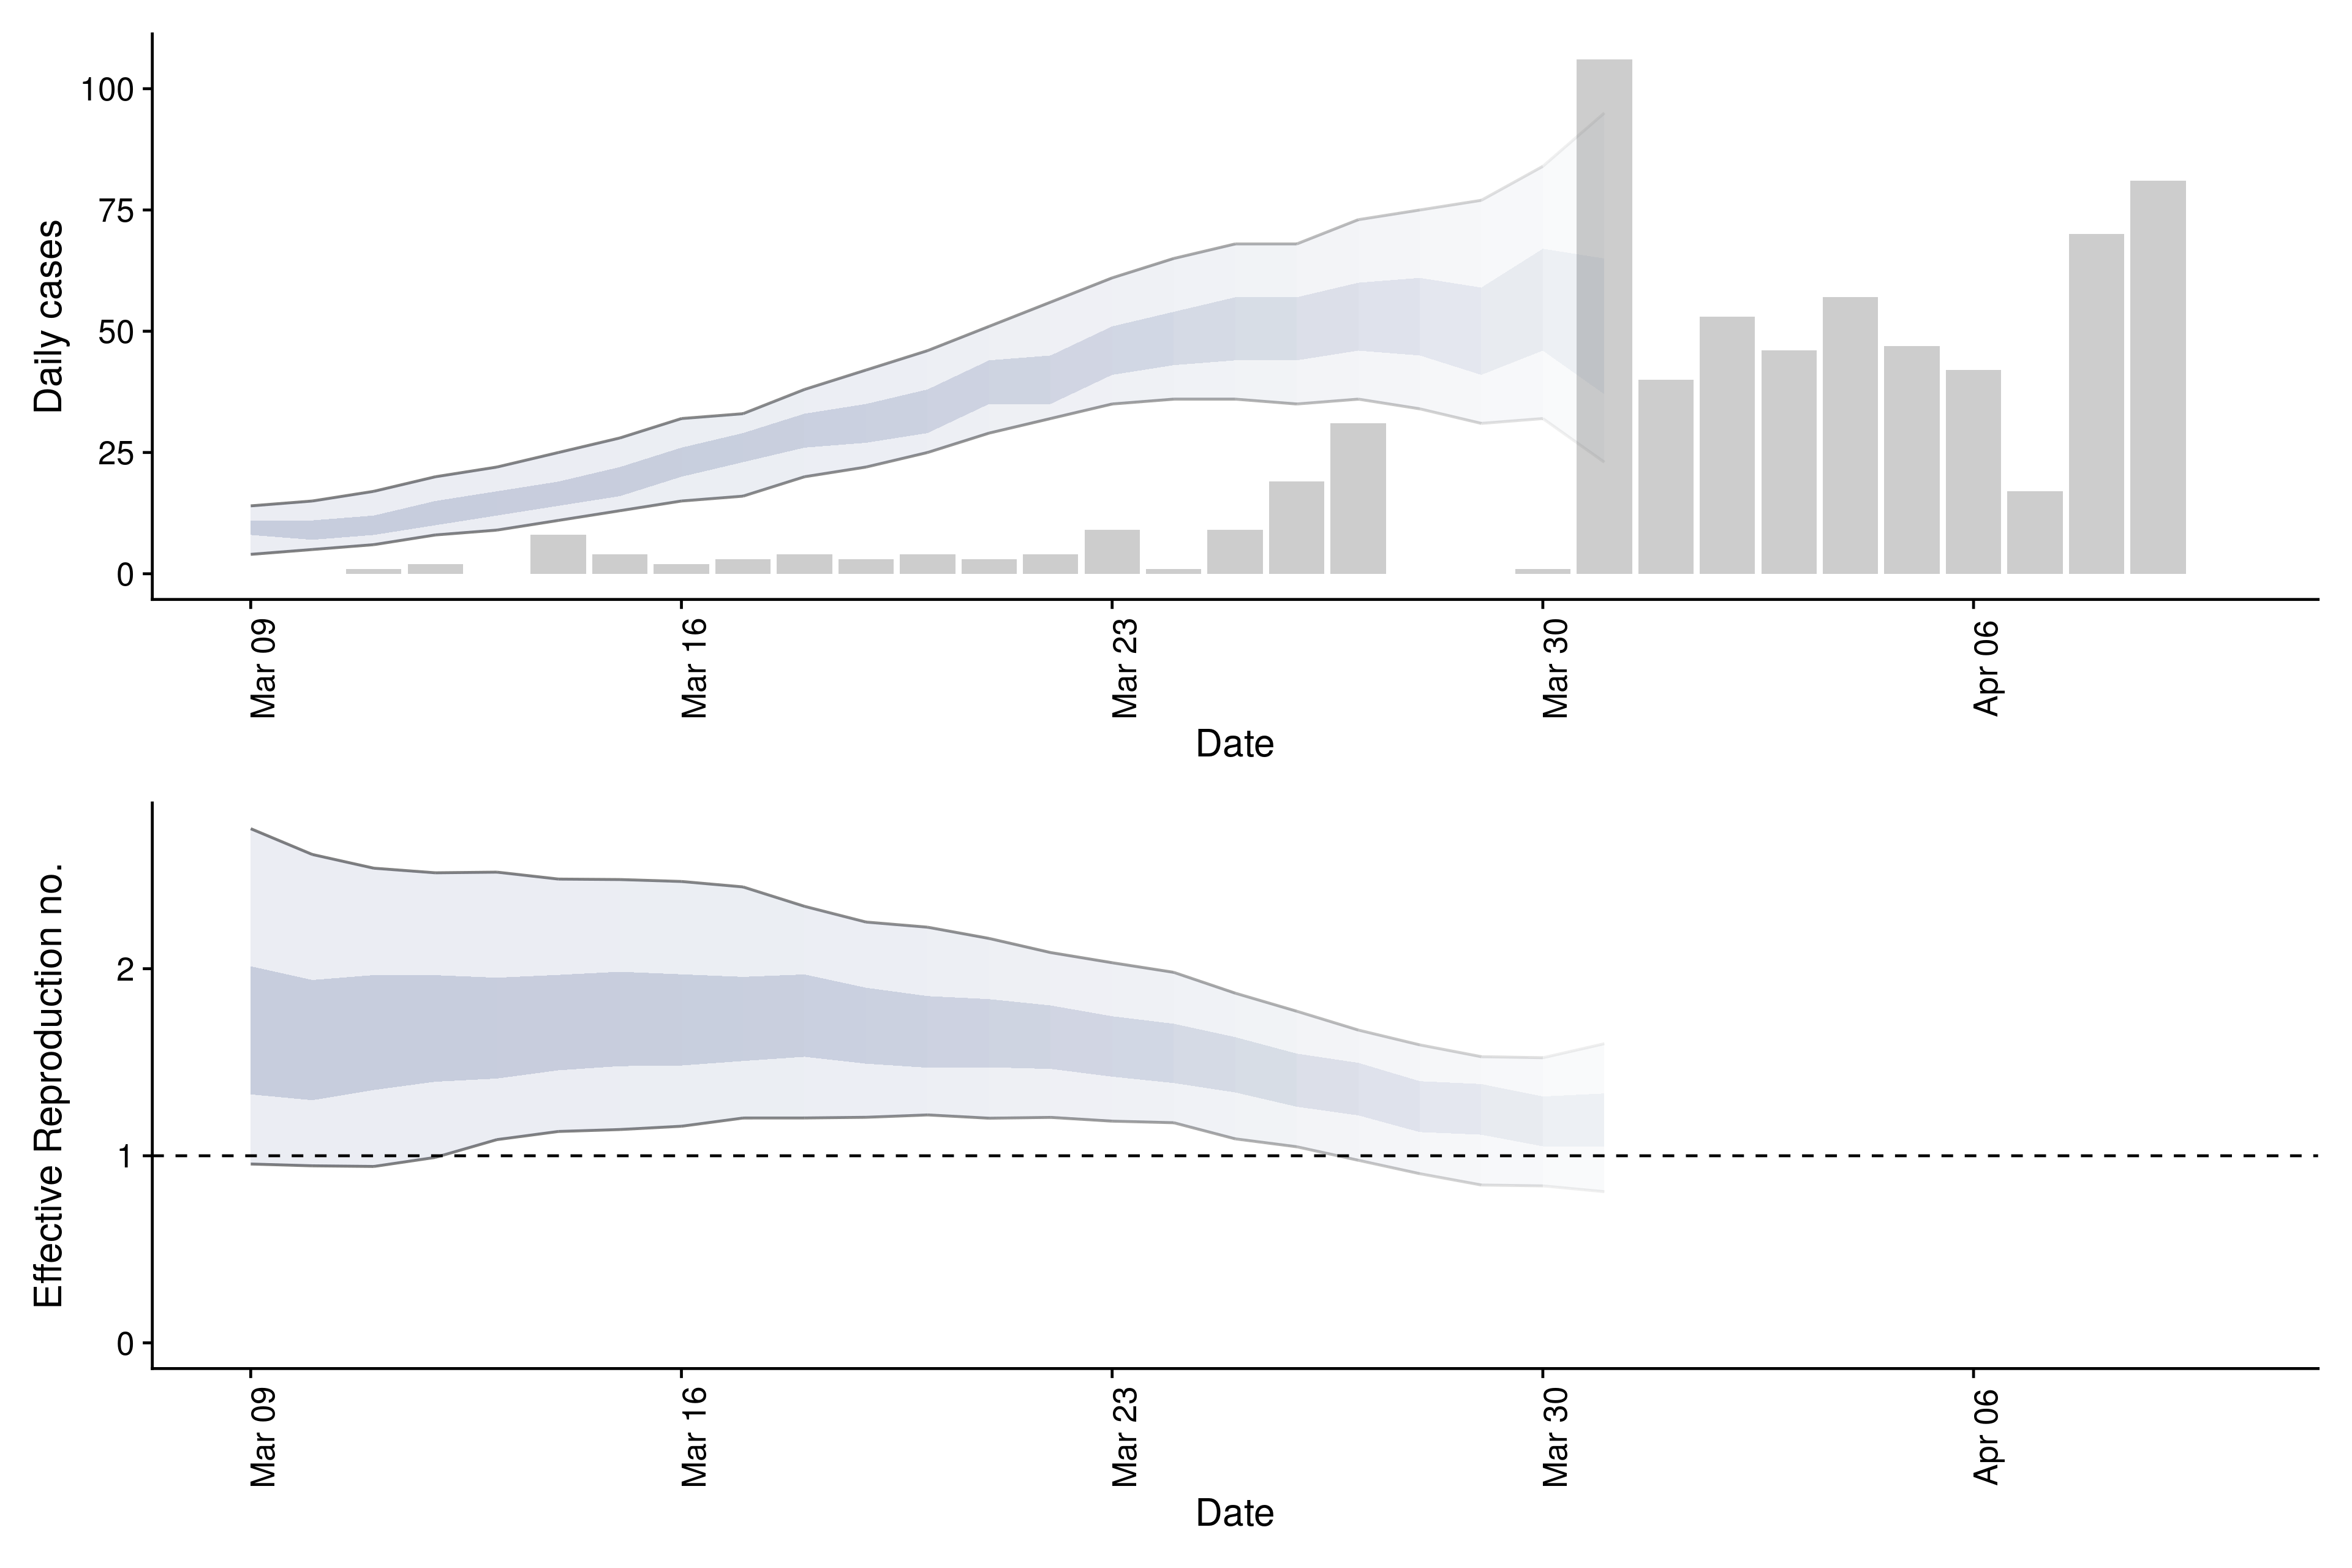 Daily cases
100
75
50
25
0
Mar 09
Mar 16
Mar 23
Mar 30
Apr 06
Date
Effective Reproduction no.
2
1
0
Mar 09
Mar 16
Mar 23
Mar 30
Apr 06
Date